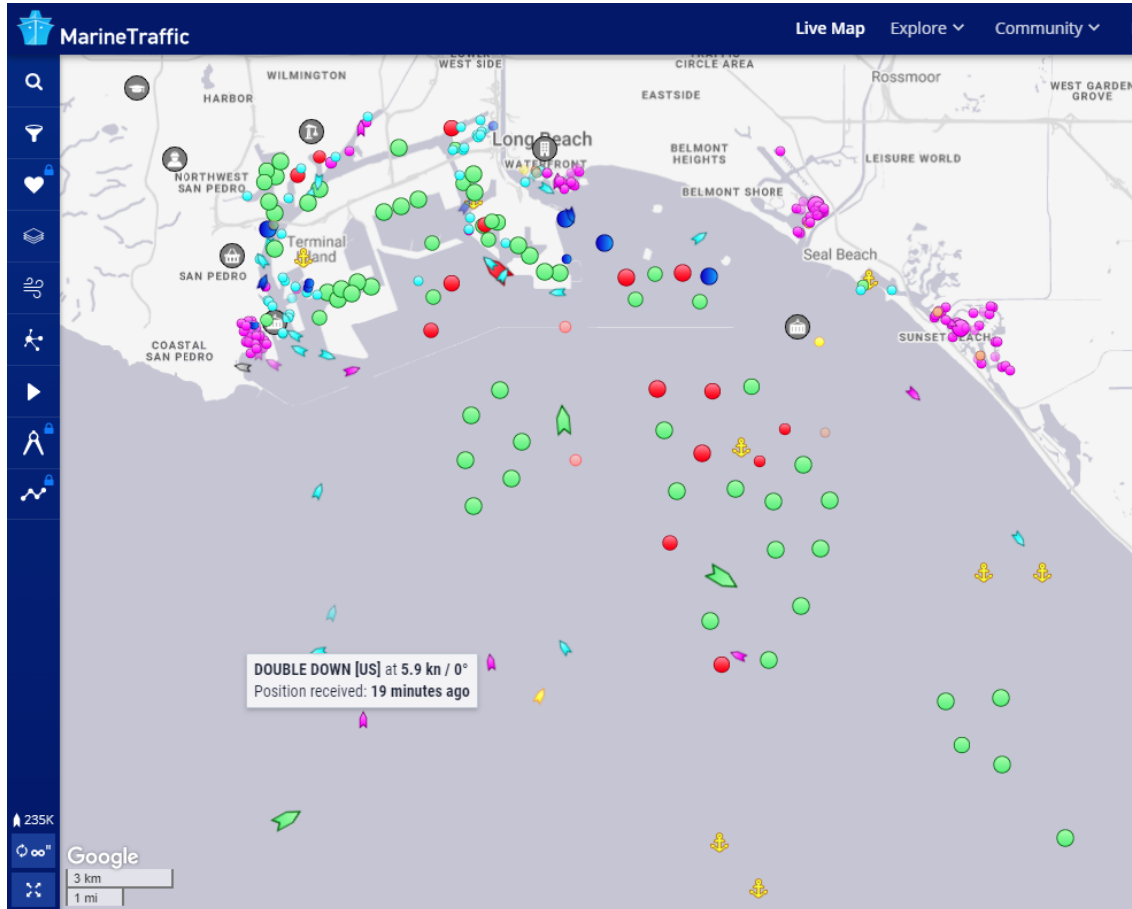 MarineTraffic
Live Map Explore Community
LOWER
WEST SIDE
TRAFFIC
CIRCLE AREA
WILMINGTON
Rossmoor
HARBOR
EASTSIDE
WEST GARDEN
GROVE
Long Beach
WATERFRONT
BELMONT
HEIGHTS
LEISURE WORLD
NORTHWEST
SAN PEDRO
BELMONT SHORE
Terminal
Island
Seal Beach
SAN PEDRO
COASTAL
SAN PEDRO
SUNSET BEACH
DOUBLE DOWN [US] at 5.9 kn / 0°
Position received: 19 minutes ago
235K
∞"
Google
3 km
1 mi